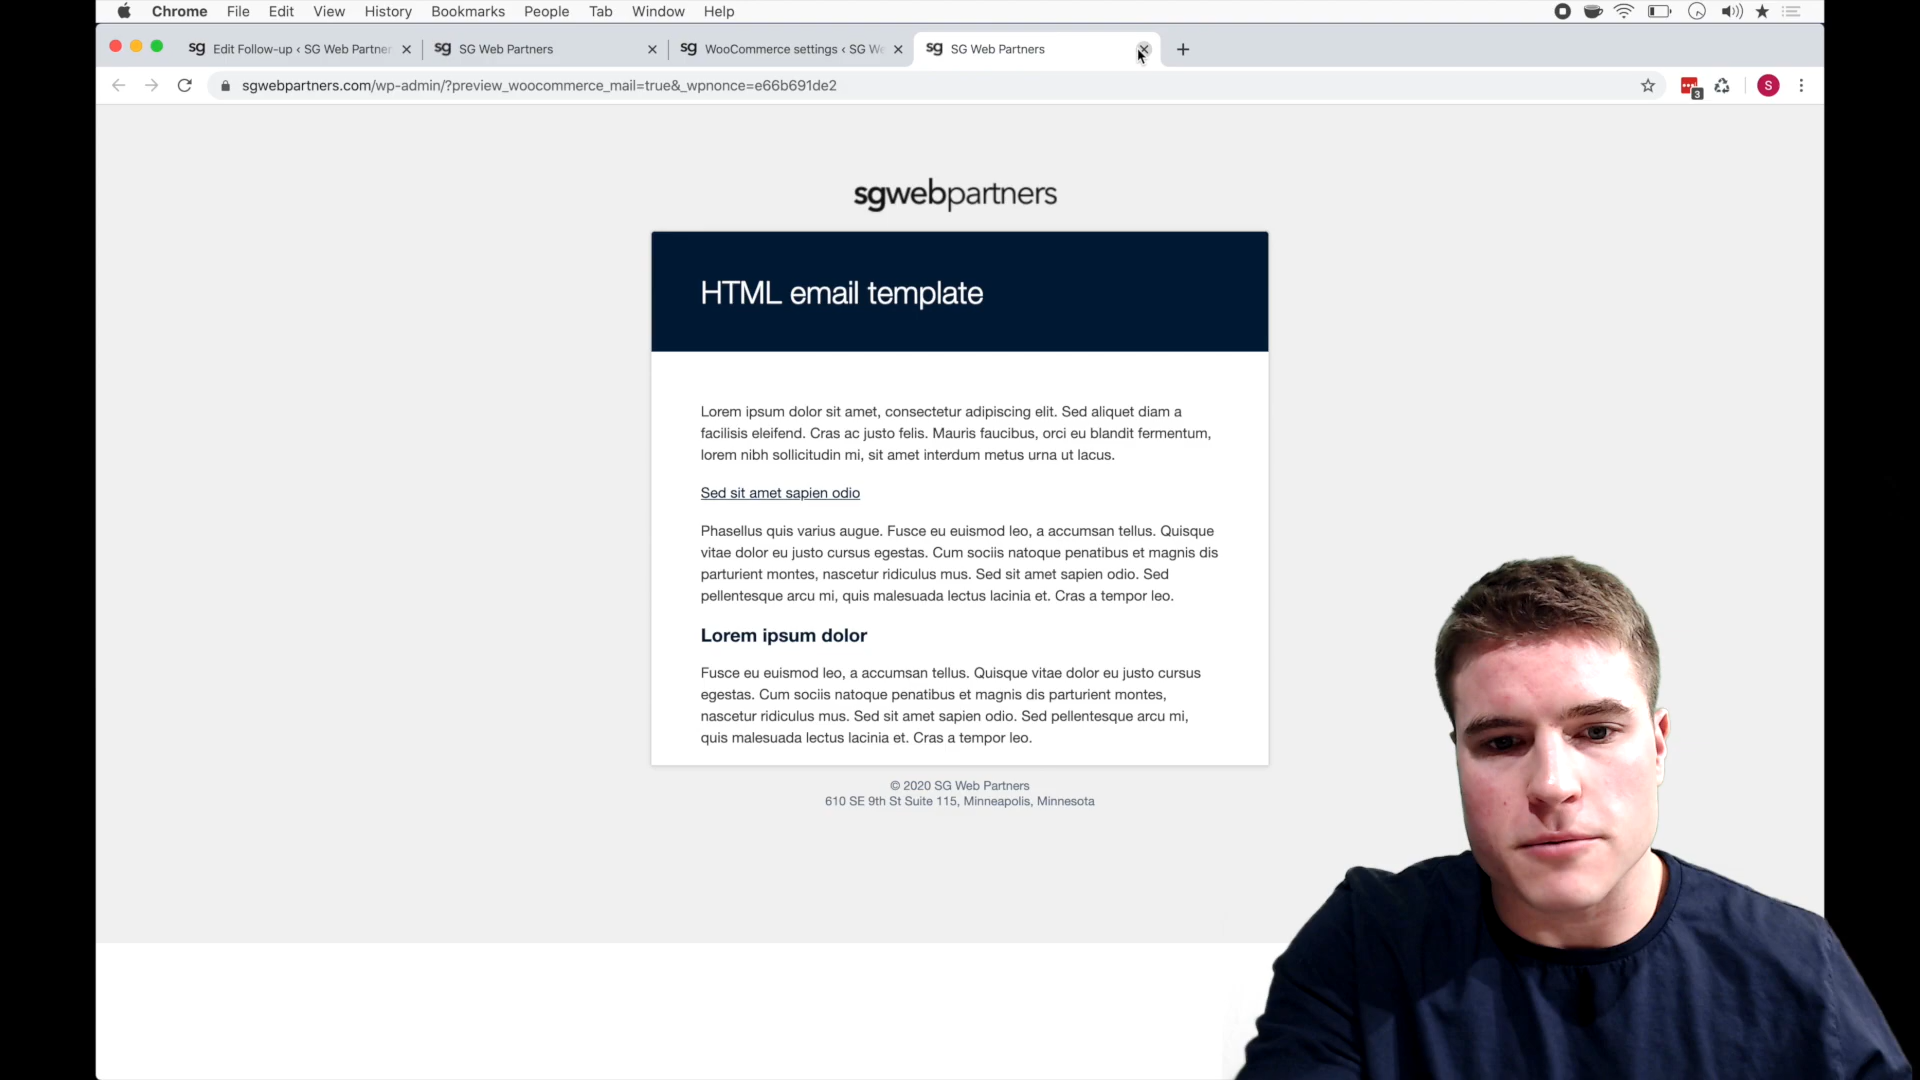 Chrome File Edit View History Bookmarks People Tab Window Help
sg Edit Follow-up ‹ SG Web Partner
sg SG Web Partners
sg WooCommerce settings ‹ SG We
sg SG Web Partners
sgwebpartners.com/wp-admin/?preview_woocommerce_mail=true&_wpnonce=e66b691de2
3
S
sgwebpartners
HTML email template
Lorem ipsum dolor sit amet, consectetur adipiscing elit. Sed aliquet diam a
facilisis eleifend. Cras ac justo felis. Mauris faucibus, orci eu blandit fermentum,
lorem nibh sollicitudin mi, sit amet interdum metus urna ut lacus.
Sed sit amet sapien odio
Phasellus quis varius augue. Fusce eu euismod leo, a accumsan tellus. Quisque
vitae dolor eu justo cursus egestas. Cum sociis natoque penatibus et magnis dis
parturient montes, nascetur ridiculus mus. Sed sit amet sapien odio. Sed
pellentesque arcu mi, quis malesuada lectus lacinia et. Cras a tempor leo.
Lorem ipsum dolor
Fusce eu euismod leo, a accumsan tellus. Quisque vitae dolor eu justo cursus
egestas. Cum sociis natoque penatibus et magnis dis parturient montes,
nascetur ridiculus mus. Sed sit amet sapien odio. Sed pellentesque arcu mi,
quis malesuada lectus lacinia et. Cras a tempor leo.
© 2020 SG Web Partners
610 SE 9th St Suite 115, Minneapolis, Minnesota